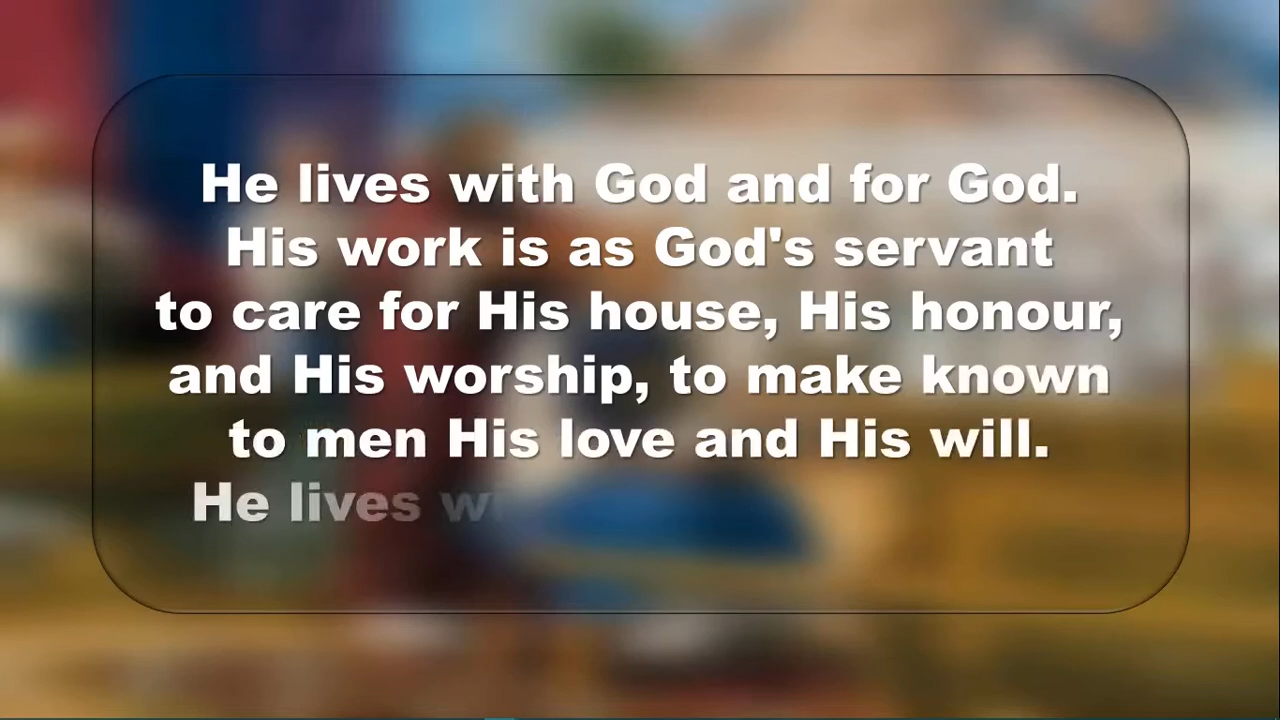 He lives with God and for God.
His work is as God's servant
to care for His house, His honour,
and His worship, to make known
to men His love and His will.
He lives